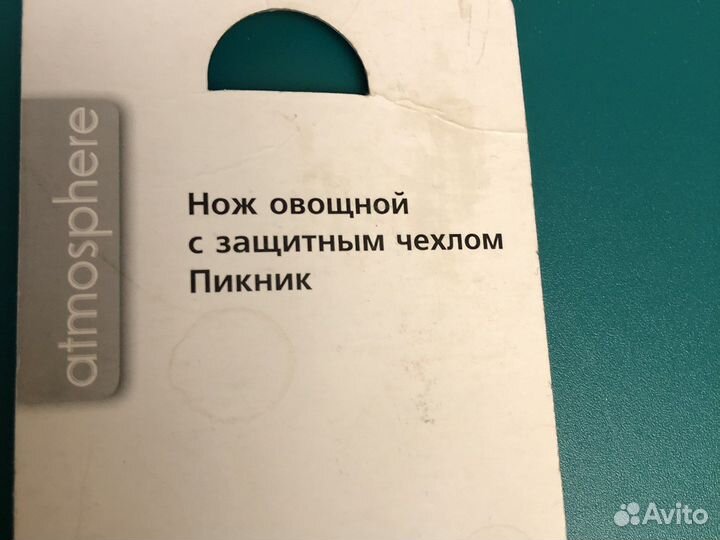 atmosphere
Нож овощной
с защитным чехлом
Пикник
Avito